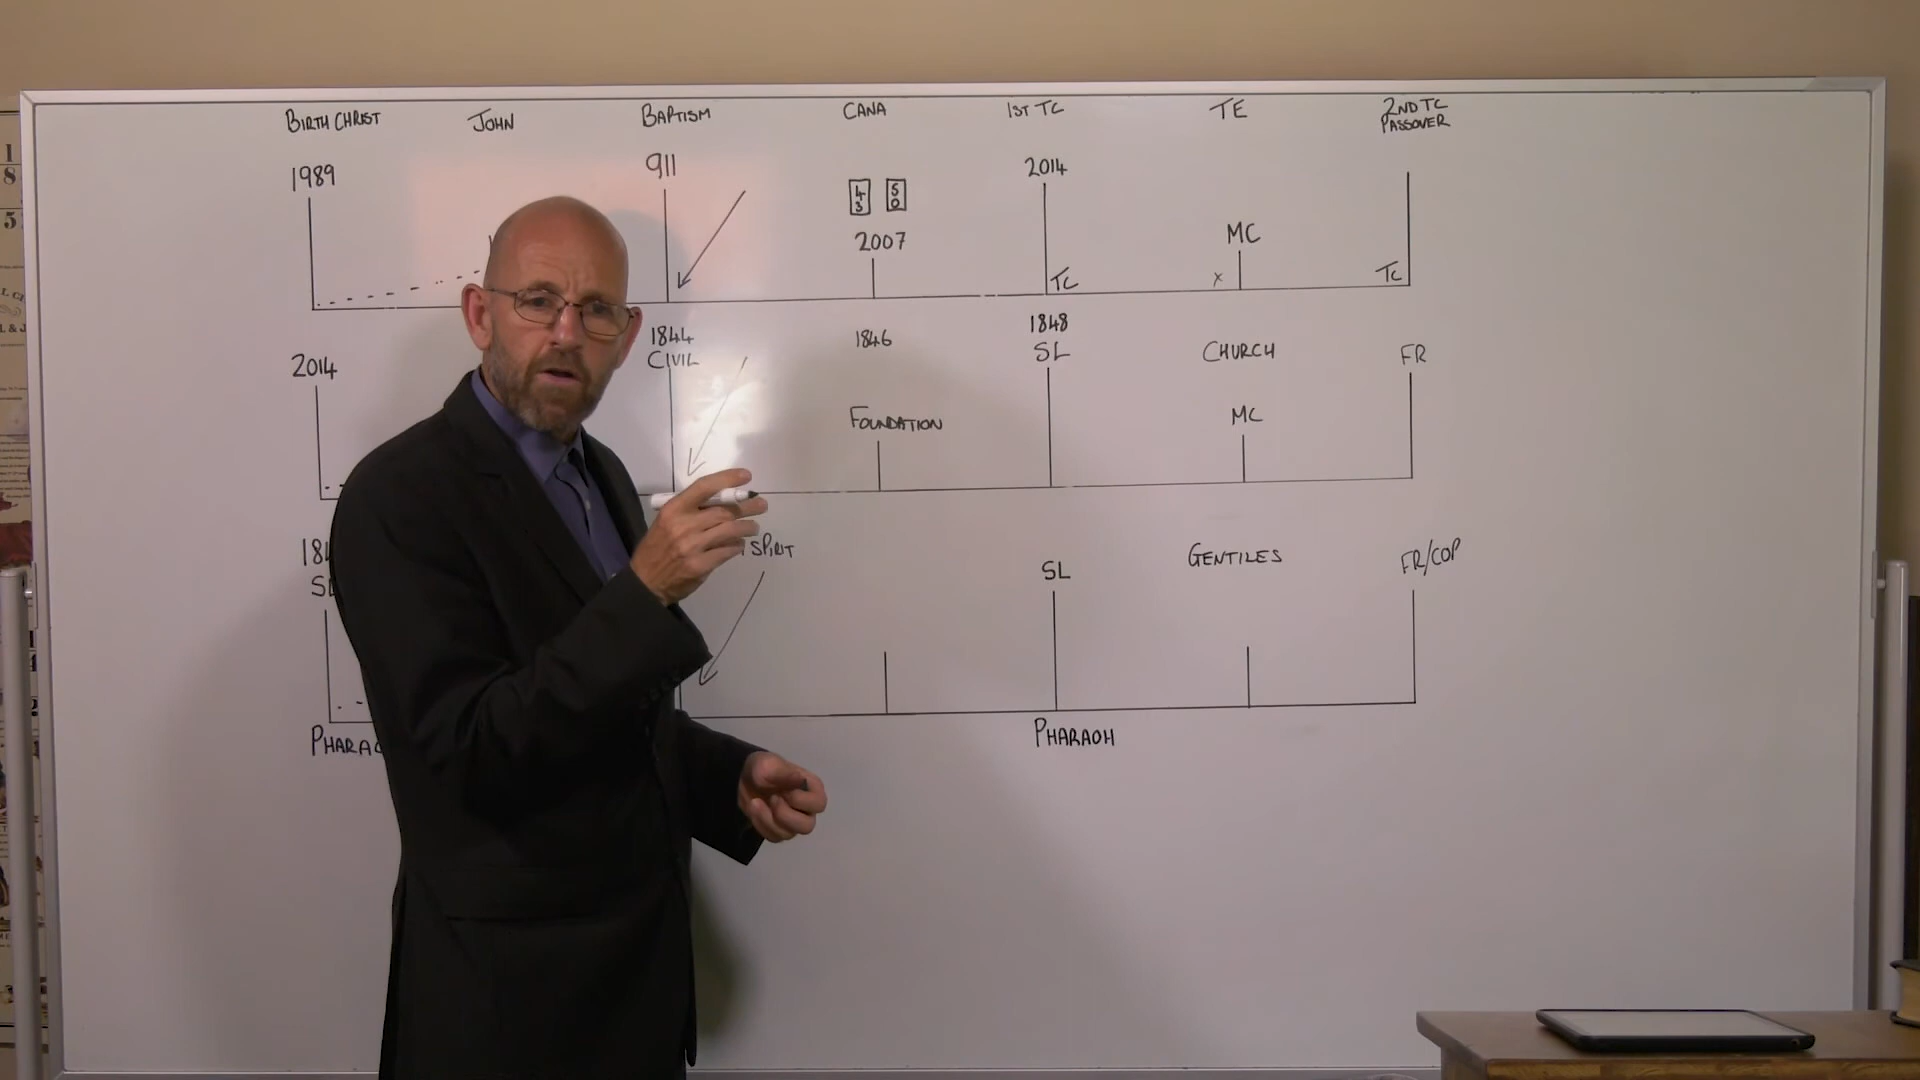 BIRTH CHRIST JOHN BAPTISM CANA 1ST TC TE 2ND TC
PASSOVER
1989 911 2014
4 5
3 0
2007 MC
TC x TC
1844 1846 1848
CIVIL SL CHURCH FR
2014
FOUNDATION MC
SPIRIT SL GENTILES FR/COP
PHARAOH